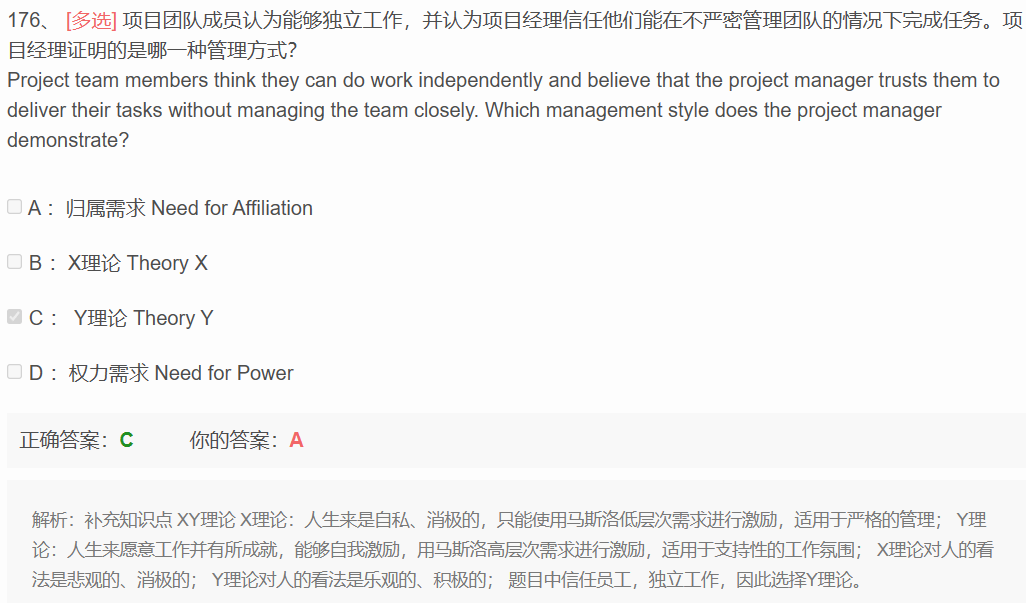 176、 [多选] 项目团队成员认为能够独立工作，并认为项目经理信任他们能在不严密管理团队的情况下完成任务。项
目经理证明的是哪一种管理方式？
Project team members think they can do work independently and believe that the project manager trusts them to
deliver their tasks without managing the team closely. Which management style does the project manager
demonstrate?
A： 归属需求 Need for Affiliation
B： X理论 Theory X
C： Y理论 Theory Y
D： 权力需求 Need for Power
正确答案：C 你的答案：A
解析：补充知识点 XY理论 X理论：人生来是自私、消极的，只能使用马斯洛低层次需求进行激励，适用于严格的管理； Y理
论：人生来愿意工作并有所成就，能够自我激励，用马斯洛高层次需求进行激励，适用于支持性的工作氛围； X理论对人的看
法是悲观的、消极的； Y理论对人的看法是乐观的、积极的； 题目中信任员工，独立工作，因此选择Y理论。